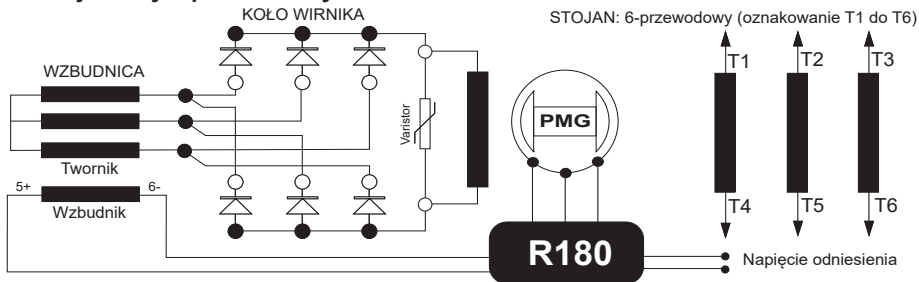 KOŁO WIRNIKA
STOJAN: 6-przewodowy (oznakowanie T1 do T6)
WZBUDNICA
T1
T2
T3
Varistor
PMG
Twornik
5+
6-
Wzbudnik
T4
T5
T6
R180
Napięcie odniesienia